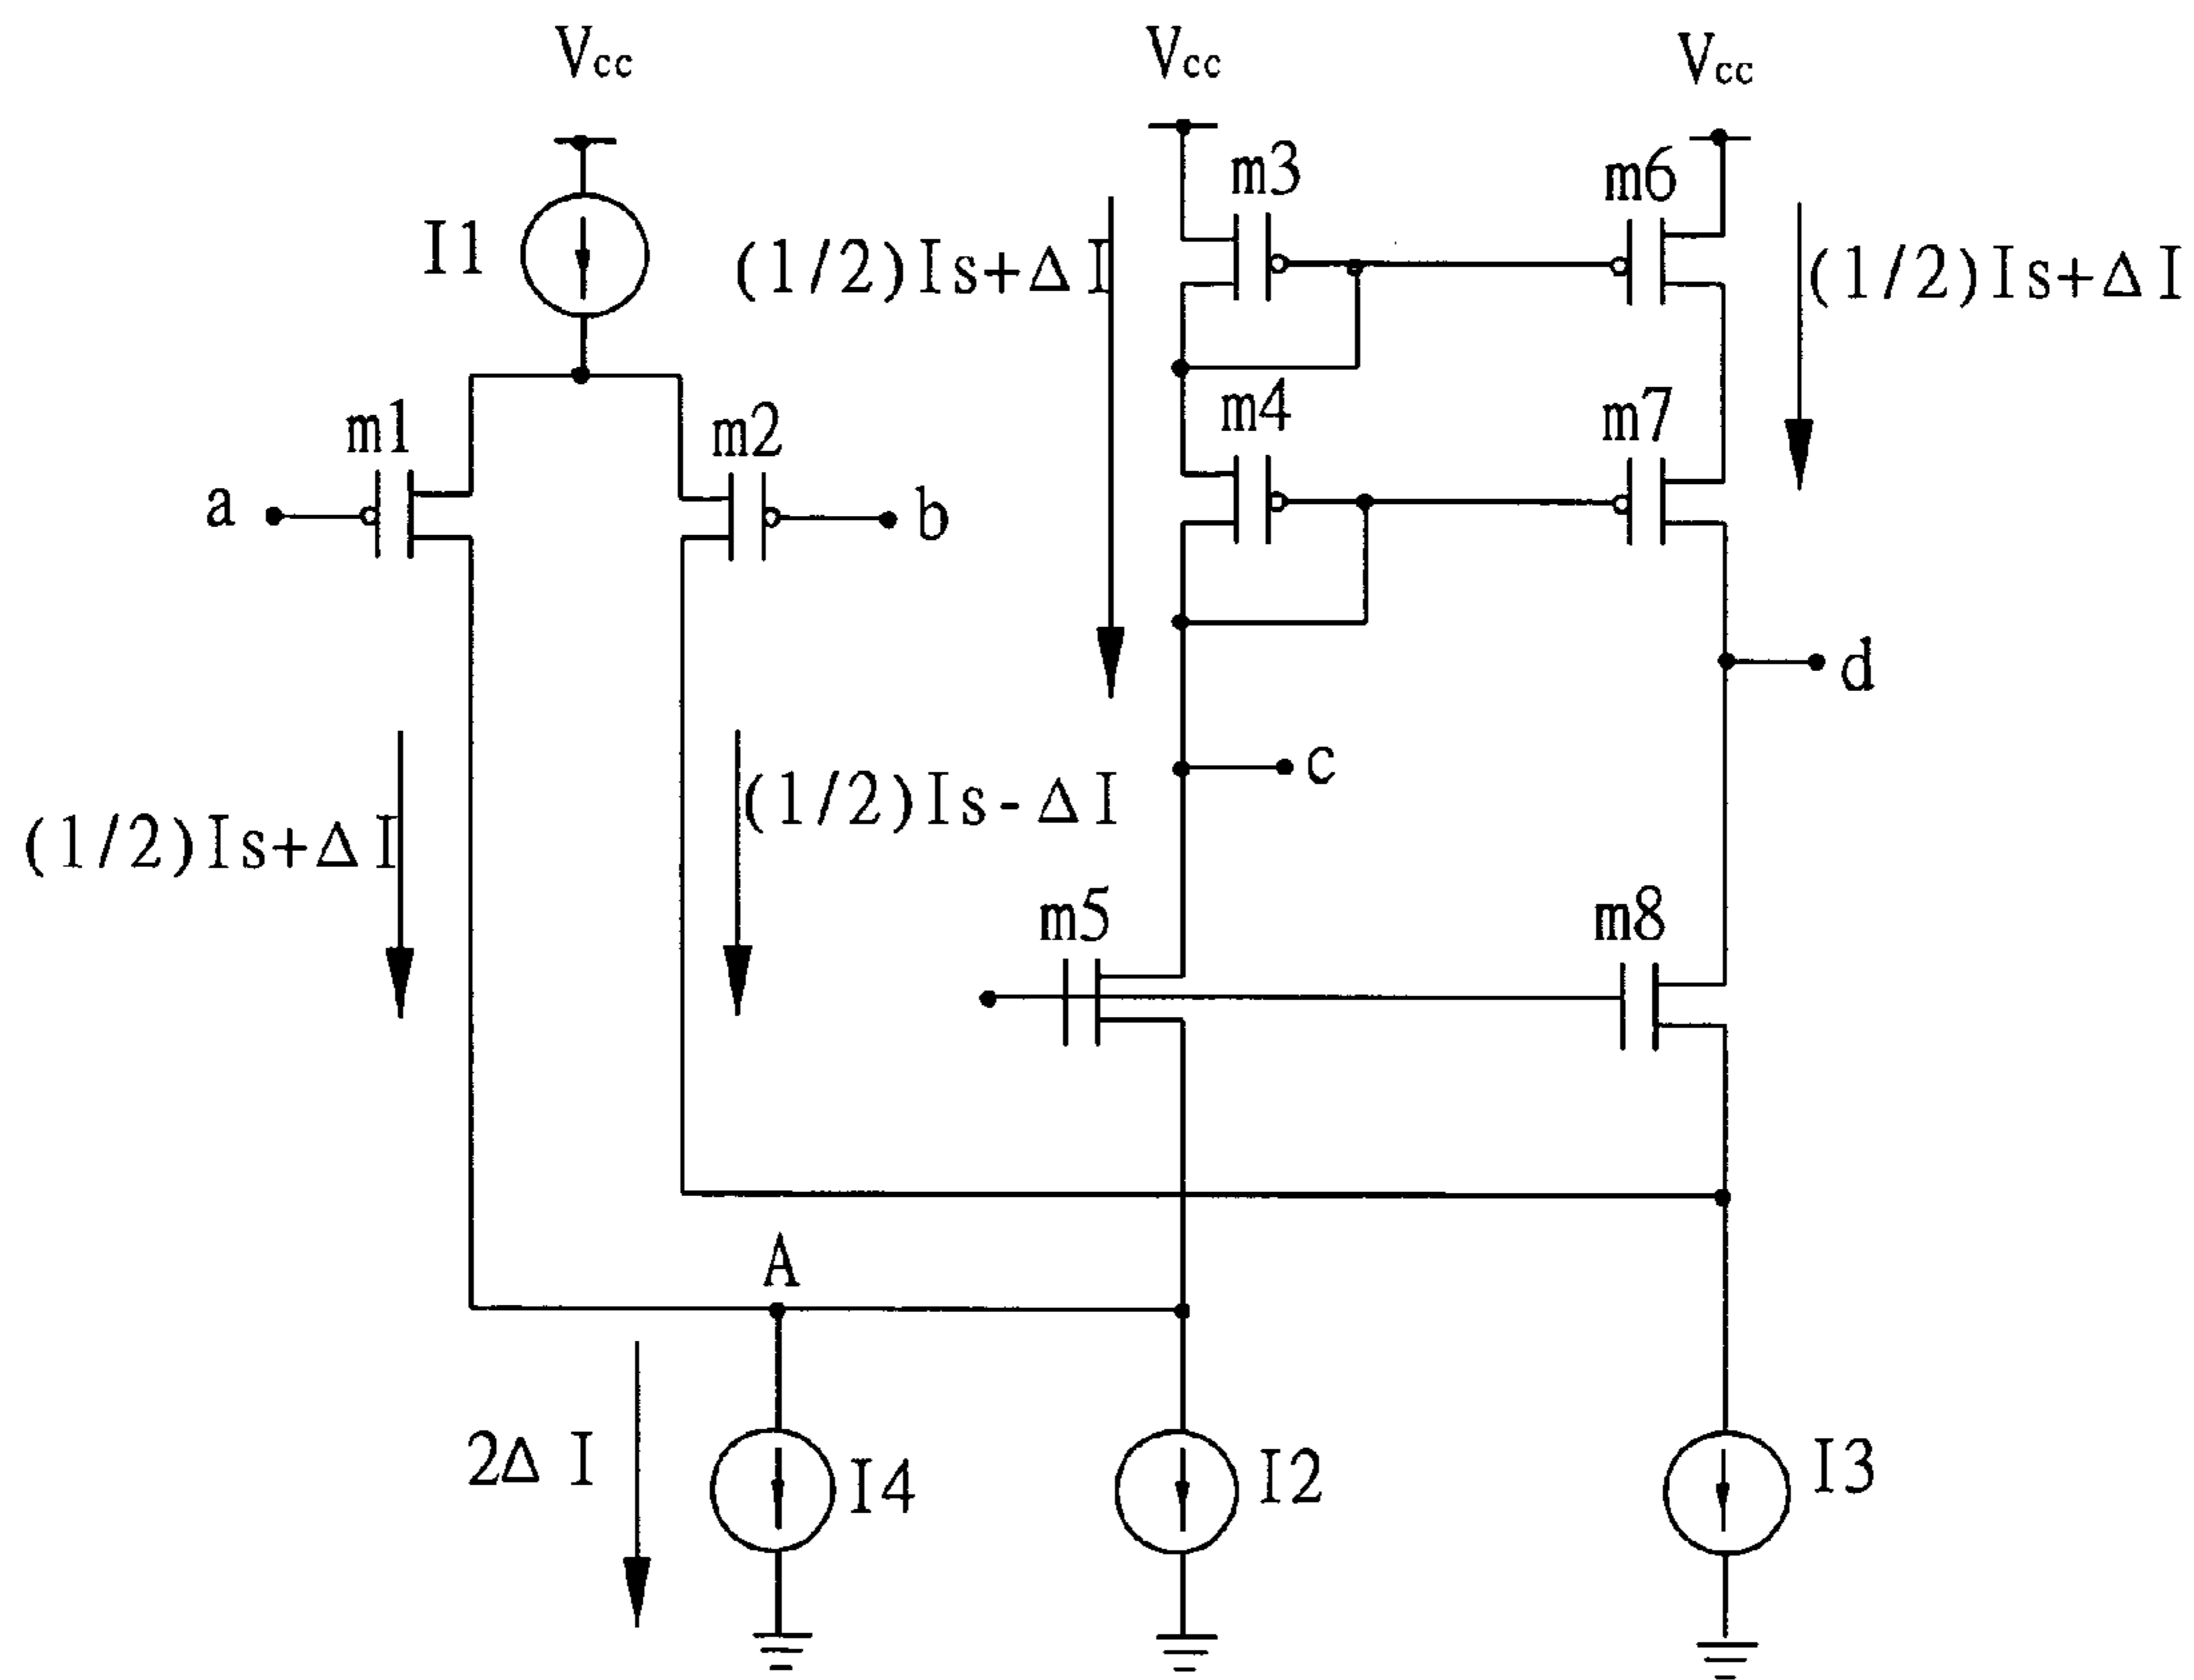 Vcc
Vcc
Vcc
m3
m6
I1
(1/2)Is+ΔI
(1/2)Is+ΔI
m1
m2
m4
m7
a
b
d
c
(1/2)Is+ΔI
(1/2)Is-ΔI
m5
m8
A
2ΔI
I4
I2
I3